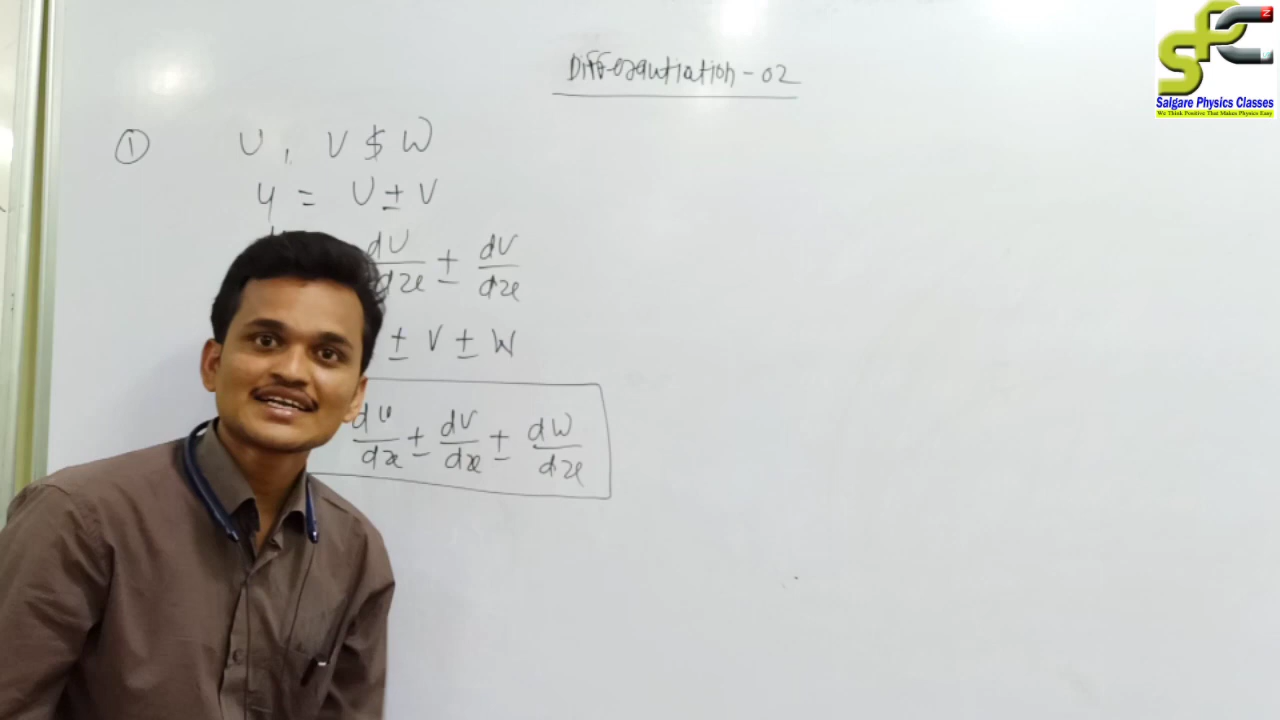 Differentiation - 02
① U, V $ W
y = U ± V
dU/dx ± dV/dx
± V ± W
dU/dx ± dV/dx ± dW/dx
SPC
N
Salgare Physics Classes
We Think Positive That Makes Physics Easy